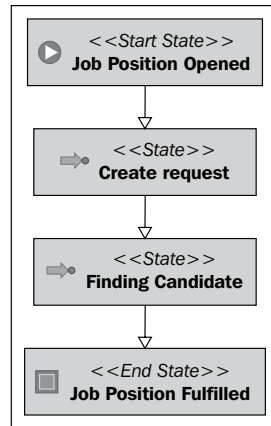 <<Start State>>
Job Position Opened
<<State>>
Create request
<<State>>
Finding Candidate
<<End State>>
Job Position Fulfilled